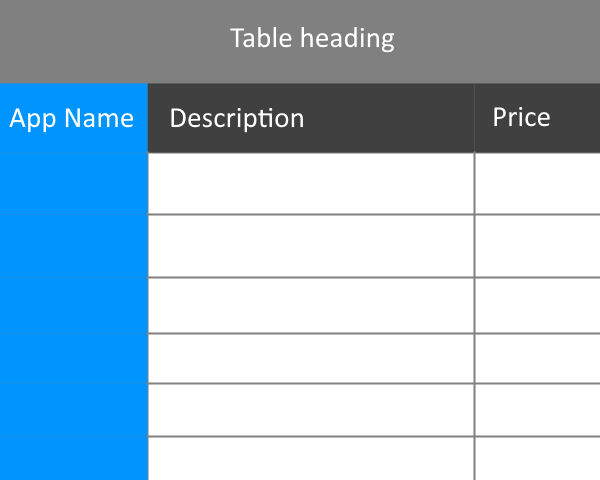 Table heading
App Name
Description
Price